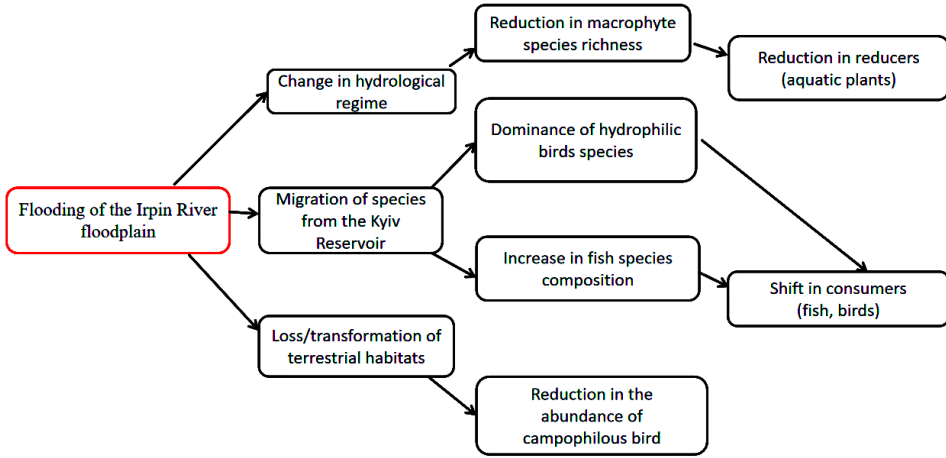 Flooding of the Irpin River
floodplain
Change in hydrological
regime
Migration of species
from the Kyiv
Reservoir
Loss/transformation of
terrestrial habitats
Reduction in macrophyte
species richness
Dominance of hydrophilic
birds species
Increase in fish species
composition
Reduction in the
abundance of
campophilous bird
Reduction in reducers
(aquatic plants)
Shift in consumers
(fish, birds)